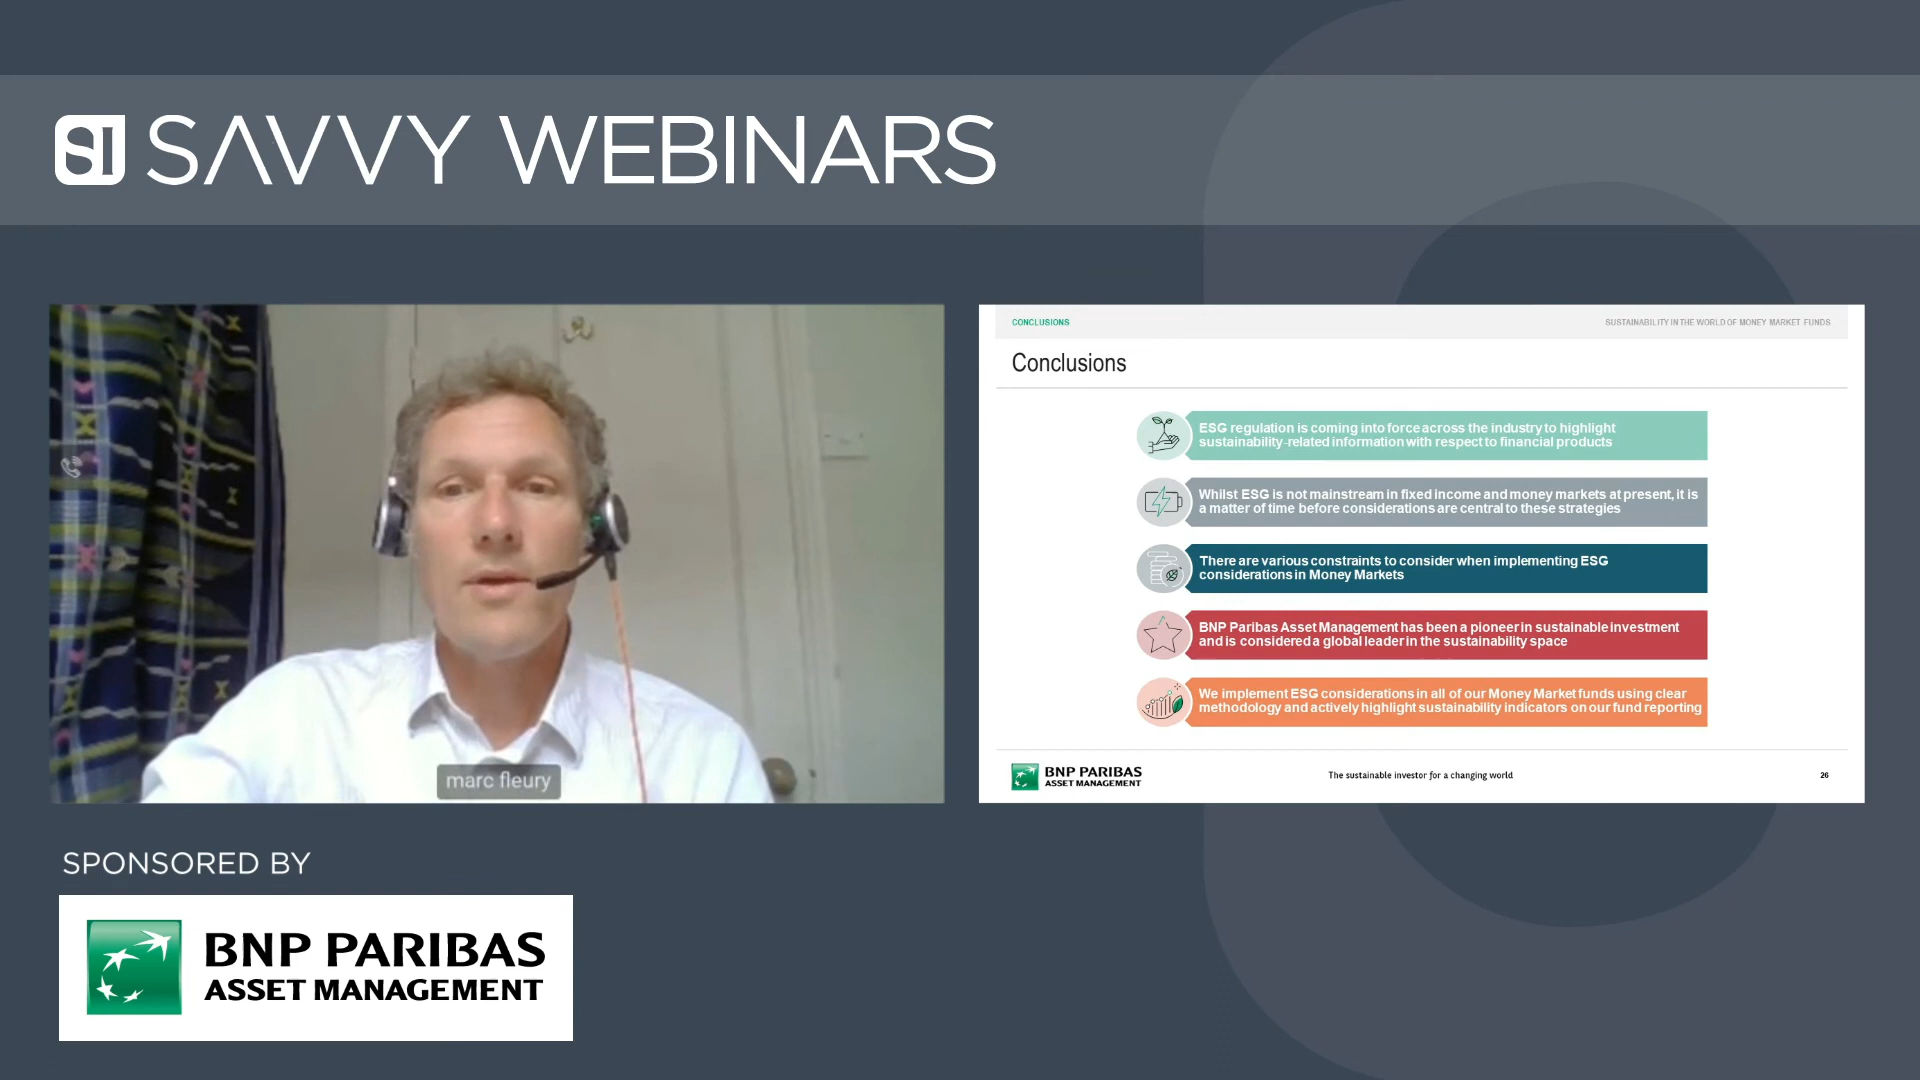 SI SAVVY WEBINARS
marc fleury
CONCLUSIONS
SUSTAINABILITY IN THE WORLD OF MONEY MARKET FUNDS
Conclusions
ESG regulation is coming into force across the industry to highlight
sustainability-related information with respect to financial products
Whilst ESG is not mainstream in fixed income and money markets at present, it is
a matter of time before considerations are central to these strategies
There are various constraints to consider when implementing ESG
considerations in Money Markets
BNP Paribas Asset Management has been a pioneer in sustainable investment
and is considered a global leader in the sustainability space
We implement ESG considerations in all of our Money Market funds using clear
methodology and actively highlight sustainability indicators on our fund reporting
BNP PARIBAS
ASSET MANAGEMENT
The sustainable investor for a changing world
26
SPONSORED BY
BNP PARIBAS
ASSET MANAGEMENT